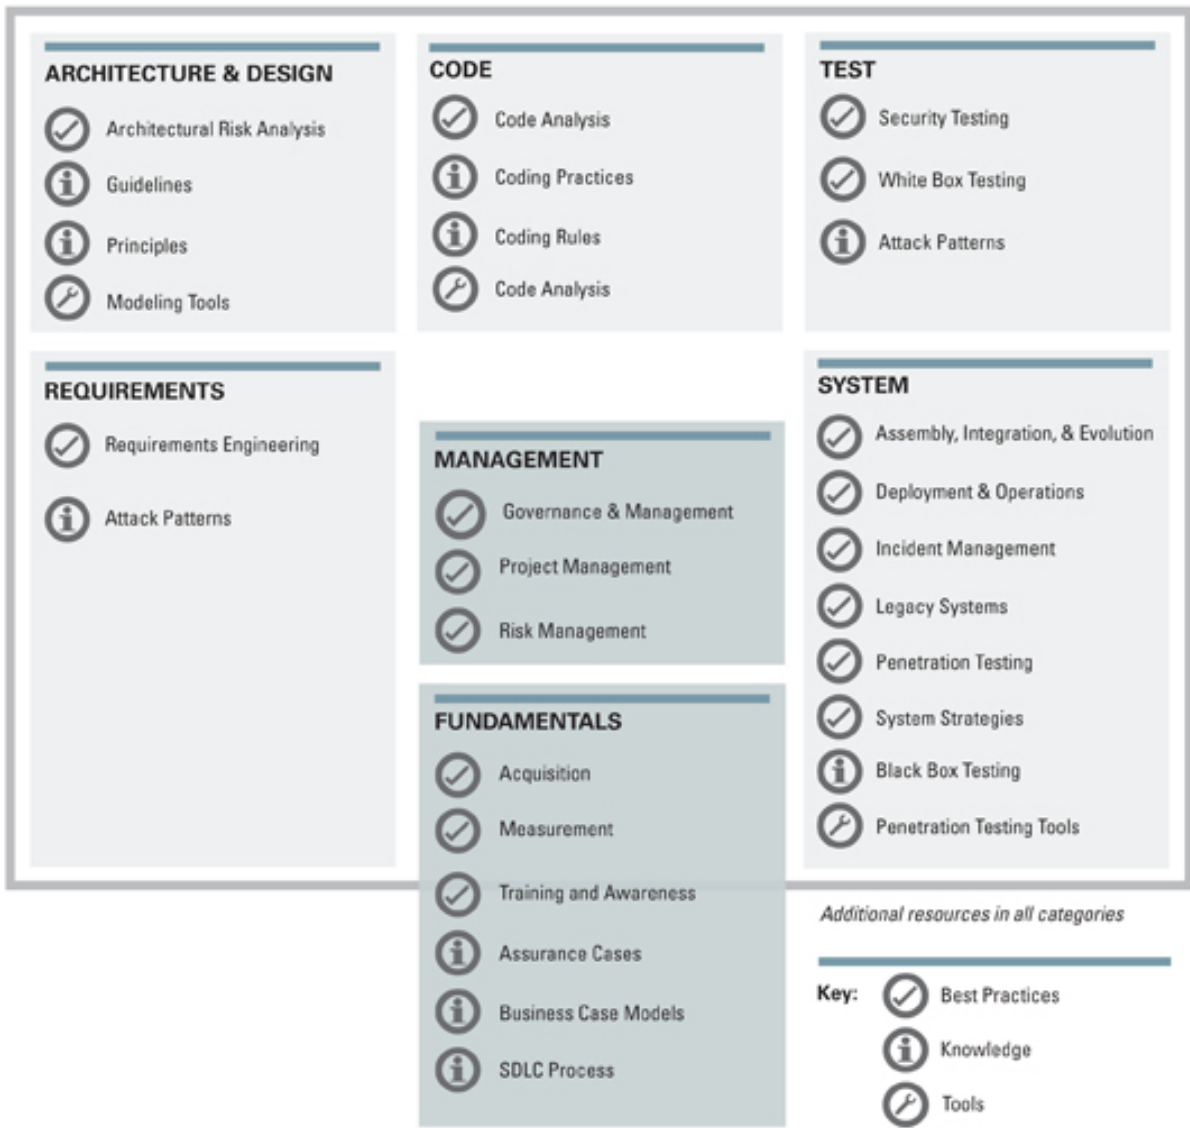 ARCHITECTURE & DESIGN
Architectural Risk Analysis
Guidelines
Principles
Modeling Tools
CODE
Code Analysis
Coding Practices
Coding Rules
Code Analysis
TEST
Security Testing
White Box Testing
Attack Patterns
REQUIREMENTS
Requirements Engineering
Attack Patterns
MANAGEMENT
Governance & Management
Project Management
Risk Management
FUNDAMENTALS
Acquisition
Measurement
Training and Awareness
Assurance Cases
Business Case Models
SDLC Process
SYSTEM
Assembly, Integration, & Evolution
Deployment & Operations
Incident Management
Legacy Systems
Penetration Testing
System Strategies
Black Box Testing
Penetration Testing Tools
Additional resources in all categories
Key: Best Practices
Knowledge
Tools